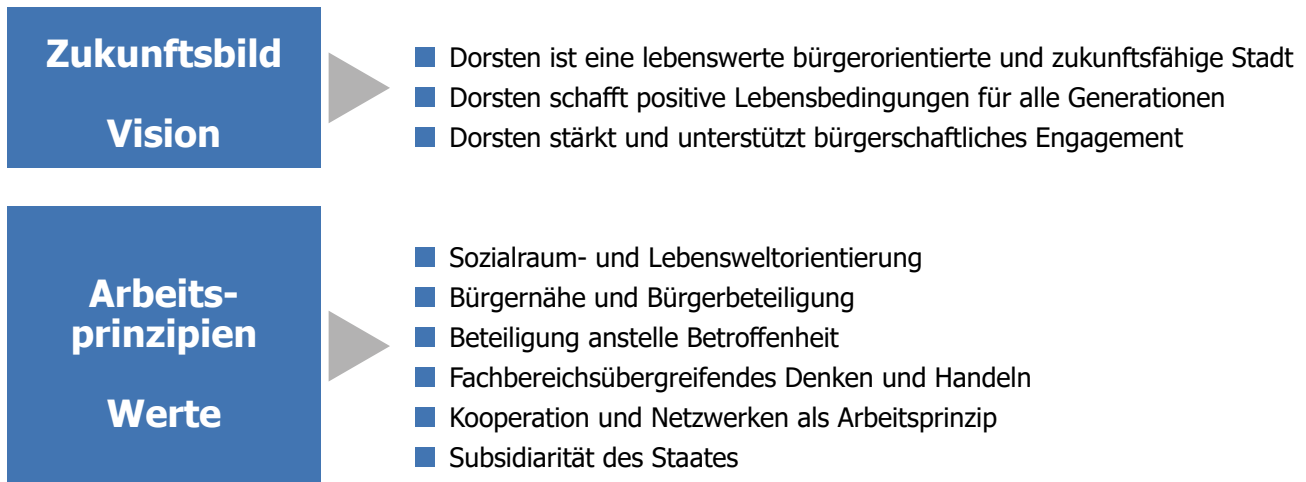 Zukunftsbild
Vision
Dorsten ist eine lebenswerte bürgerorientierte und zukunftsfähige Stadt
Dorsten schafft positive Lebensbedingungen für alle Generationen
Dorsten stärkt und unterstützt bürgerschaftliches Engagement
Arbeits-
prinzipien
Werte
Sozialraum- und Lebensweltorientierung
Bürgernähe und Bürgerbeteiligung
Beteiligung anstelle Betroffenheit
Fachbereichsübergreifendes Denken und Handeln
Kooperation und Netzwerken als Arbeitsprinzip
Subsidiarität des Staates